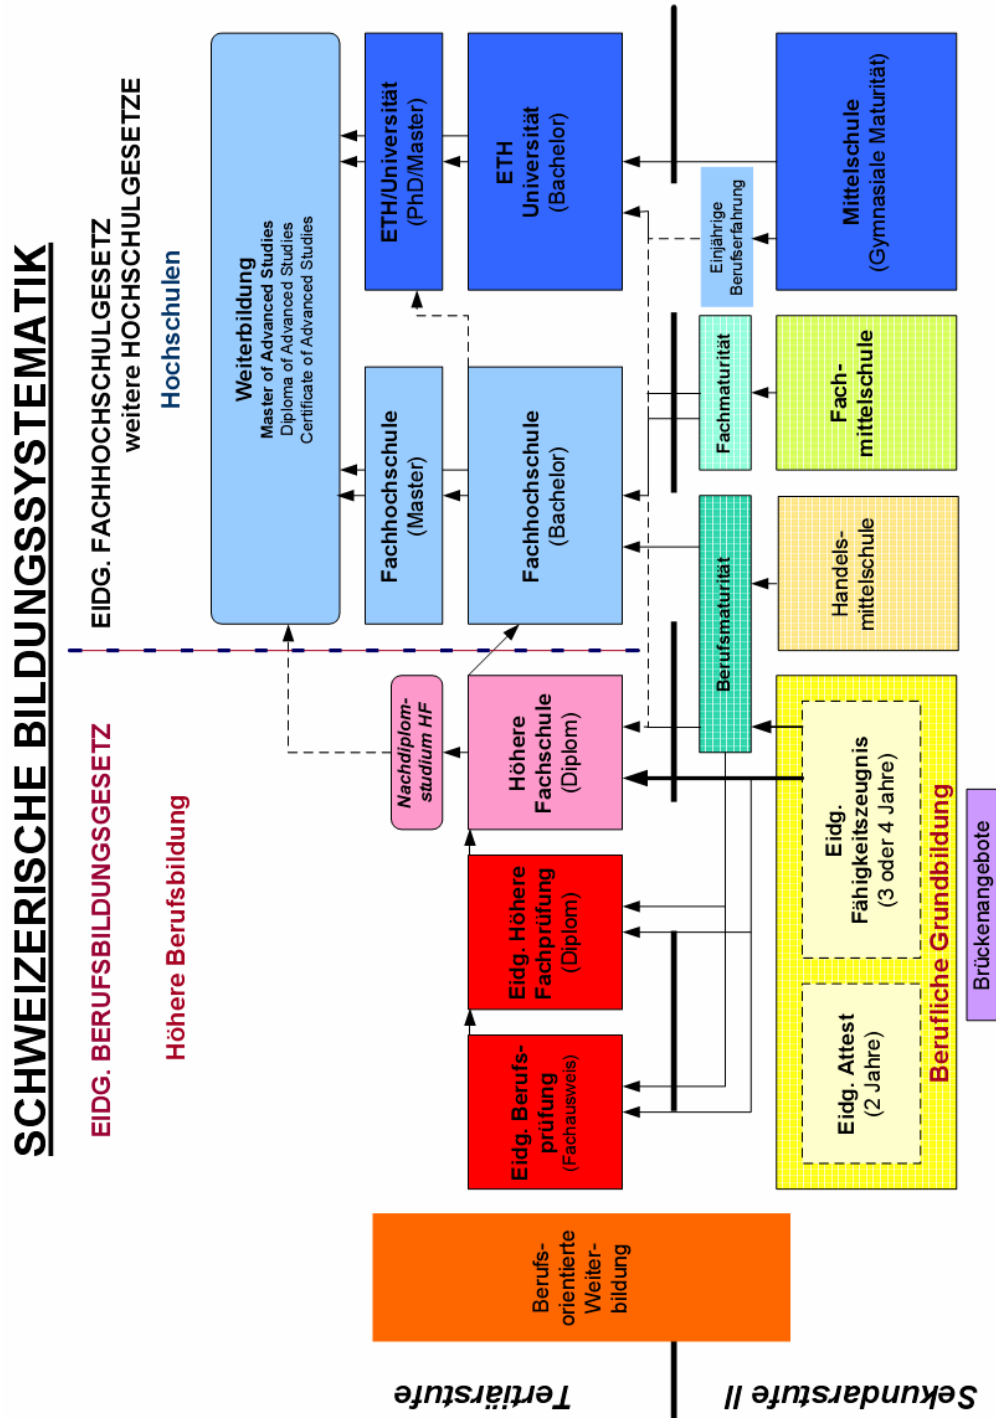 SCHWEIZERISCHE BILDUNGSSYSTEMATIK
EIDG. BERUFSBILDUNGSGESETZ
EIDG. FACHHOCHSCHULGESETZ
weitere HOCHSCHULGESETZE
Höhere Berufsbildung
Hochschulen
Weiterbildung
Master of Advanced Studies
Diploma of Advanced Studies
Certificate of Advanced Studies
Tertiärstufe
Nachdiplom-
studium HF
Fachhochschule
(Master)
ETH/Universität
(PhD/Master)
Berufs-
orientierte
Weiter-
bildung
Eidg. Berufs-
prüfung
(Fachausweis)
Eidg. Höhere
Fachprüfung
(Diplom)
Höhere
Fachschule
(Diplom)
Fachhochschule
(Bachelor)
ETH
Universität
(Bachelor)
Sekundarstufe II
Berufsmaturität
Fachmaturität
Einjährige
Berufserfahrung
Eidg. Attest
(2 Jahre)
Eidg.
Fähigkeitszeugnis
(3 oder 4 Jahre)
Berufliche Grundbildung
Handels-
mittelschule
Fach-
mittelschule
Mittelschule
(Gymnasiale Maturität)
Brückenangebote